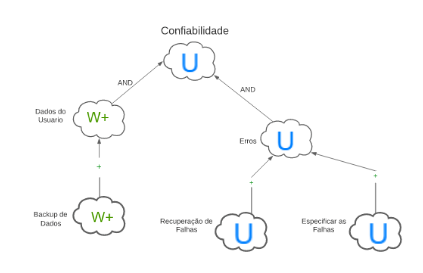 Confiabilidade
U
AND
AND
Dados do
Usuario
W+
Erros
U
+
+
+
Backup de
Dados
W+
Recuperação de
Falhas
U
Especificar as
Falhas
U